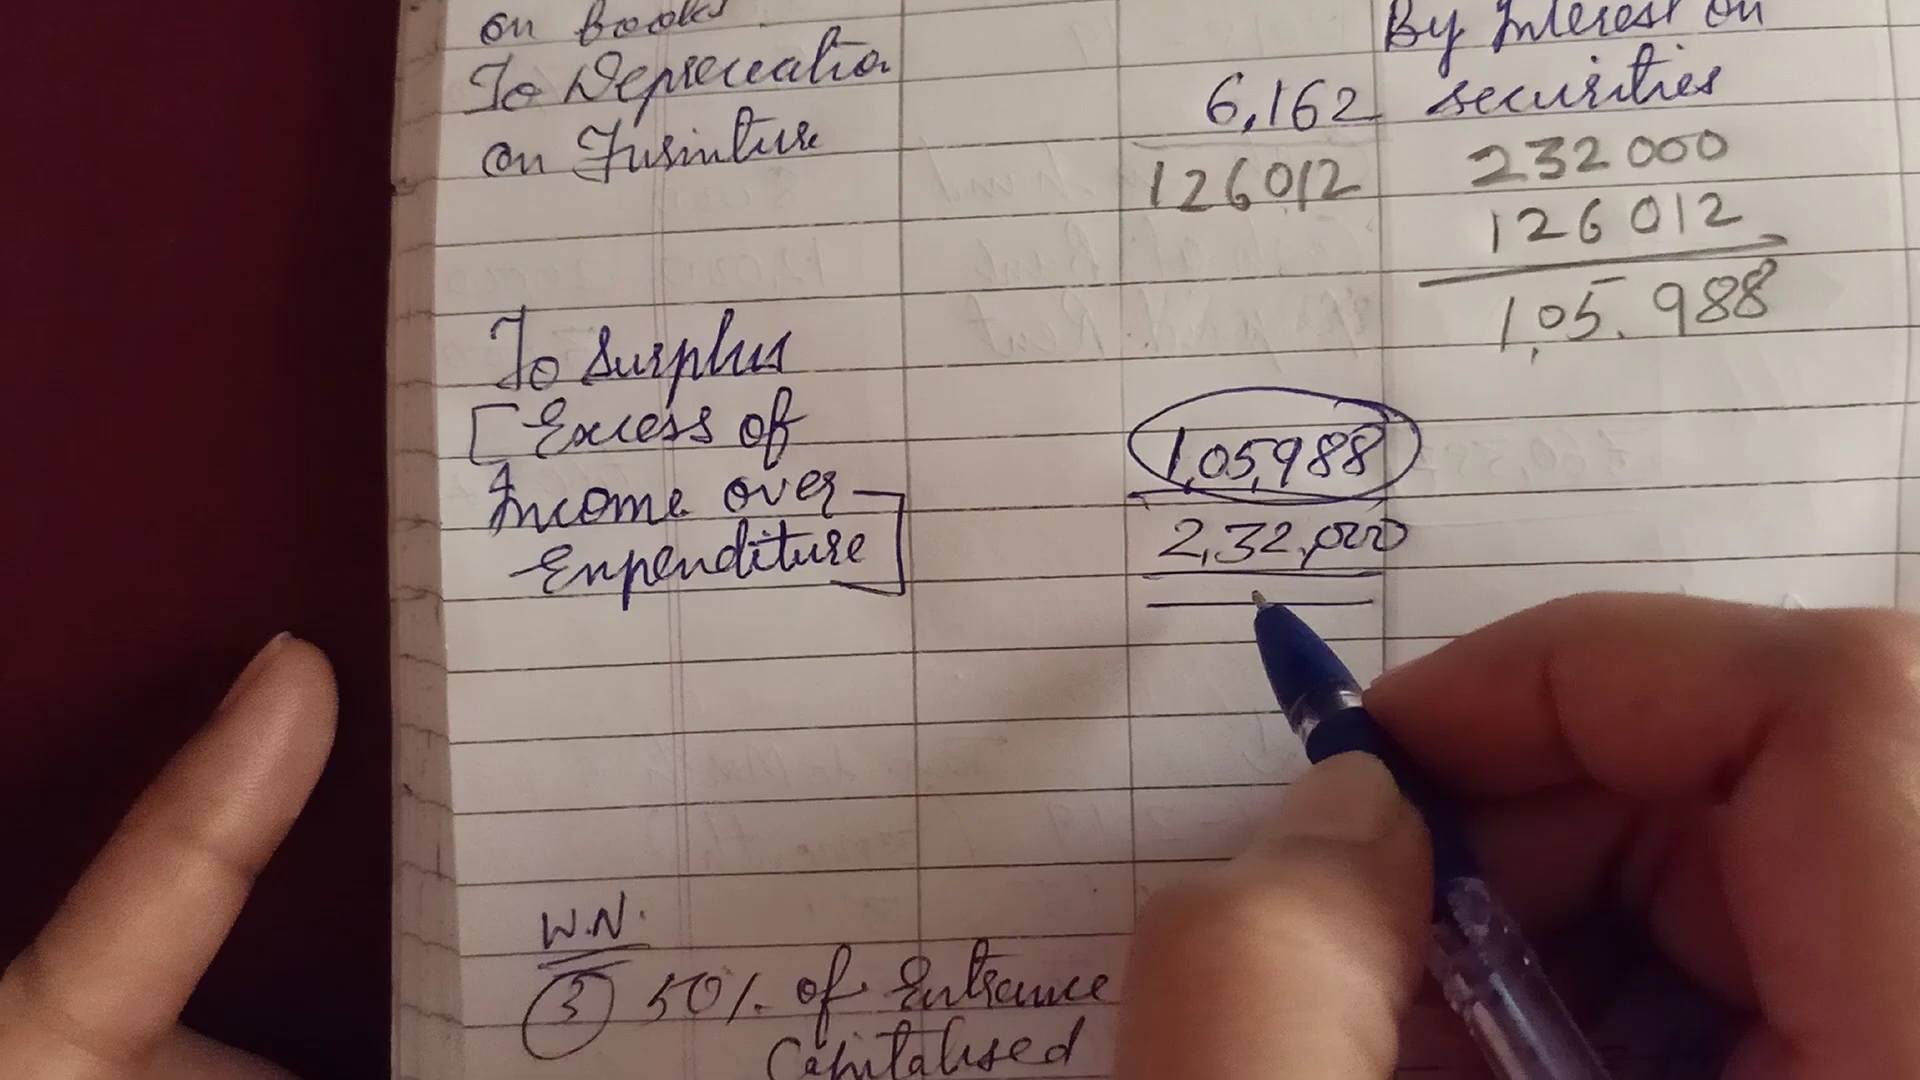 on books
To Depreciation
on Furniture 6,162
126012
By Interest on
securities
232000
126012
1,05.988
To Surplus
[Excess of
Income over
Expenditure] 1,05,988
2,32,000
W.N.
3 50% of Entrance
Capitalised